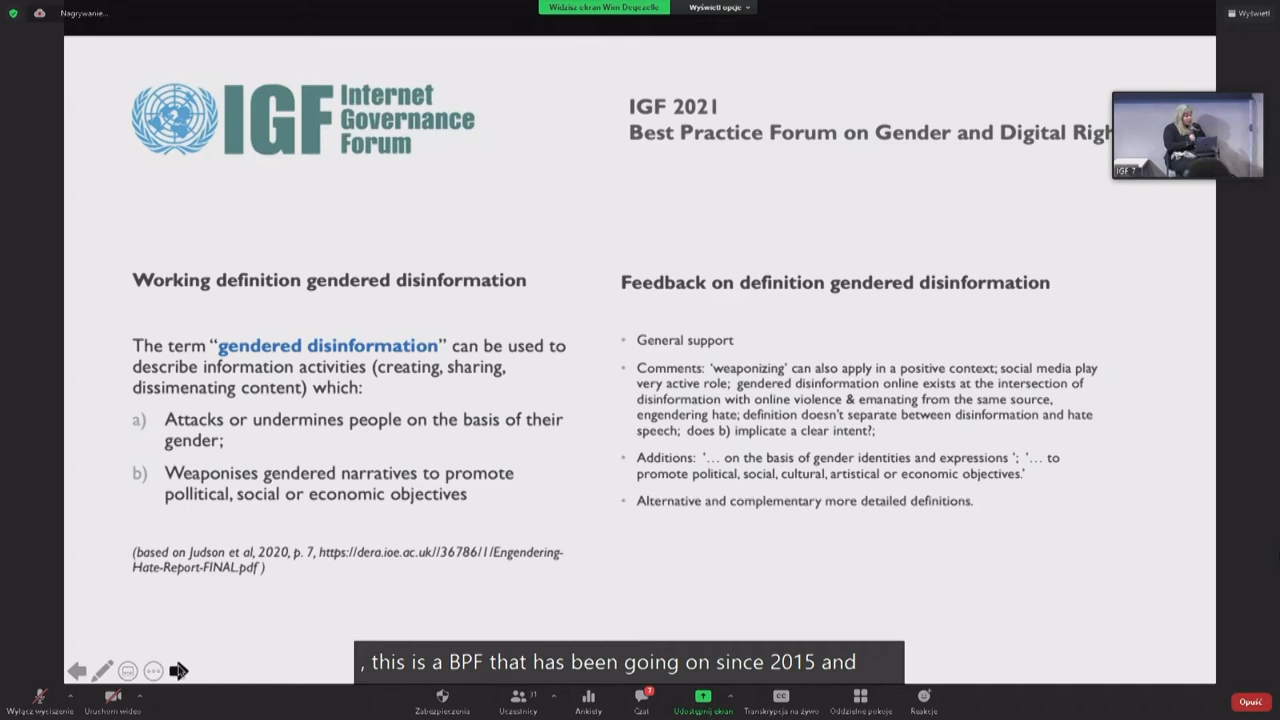 Nagrywanie...
Widzisz ekran Wim Degezelle
Wyświetl opcje
Wyświetl
IGF Internet
Governance
Forum
IGF 2021
Best Practice Forum on Gender and Digital Righ
IGF 7
Working definition gendered disinformation
The term “gendered disinformation” can be used to
describe information activities (creating, sharing,
dissimenating content) which:
a) Attacks or undermines people on the basis of their
gender;
b) Weaponises gendered narratives to promote
pollitical, social or economic objectives
(based on Judson et al, 2020, p. 7, https://dera.ioe.ac.uk//36786/1/Engendering-
Hate-Report-FINAL.pdf )
Feedback on definition gendered disinformation
• General support
• Comments: ‘weaponizing’ can also apply in a positive context; social media play
very active role; gendered disinformation online exists at the intersection of
disinformation with online violence & emanating from the same source,
engendering hate; definition doesn’t separate between disinformation and hate
speech; does b) implicate a clear intent?;
• Additions: ‘… on the basis of gender identities and expressions ‘; ‘… to
promote political, social, cultural, artistical or economic objectives.’
• Alternative and complementary more detailed definitions.
, this is a BPF that has been going on since 2015 and
Wyłącz wyciszenie
Uruchom wideo
Zabezpieczenia
Uczestnicy
31
Ankiety
Czat
7
Udostępnij ekran
CC
Transkrypcja na żywo
Oddzielne pokoje
Reakcje
Opuść